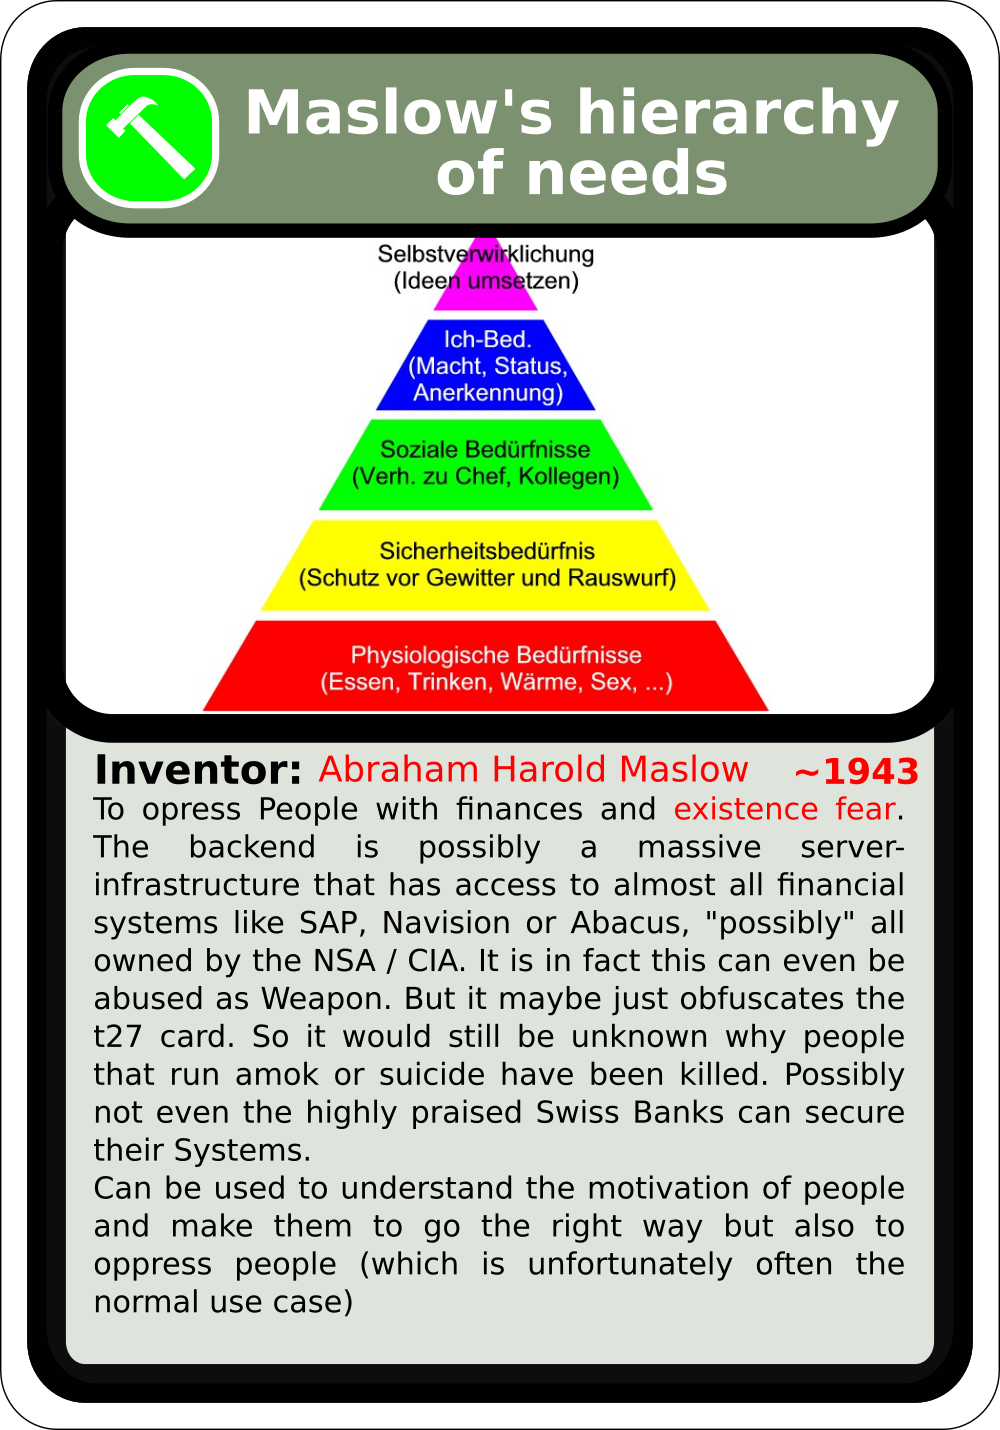 Maslow's hierarchy
of needs
Selbstverwirklichung
(Ideen umsetzen)
Ich-Bed.
(Macht, Status,
Anerkennung)
Soziale Bedürfnisse
(Verh. zu Chef, Kollegen)
Sicherheitsbedürfnis
(Schutz vor Gewitter und Rauswurf)
Physiologische Bedürfnisse
(Essen, Trinken, Wärme, Sex, ...)
Inventor: Abraham Harold Maslow ~1943
To opress People with finances and existence fear.
The backend is possibly a massive server-
infrastructure that has access to almost all financial
systems like SAP, Navision or Abacus, "possibly" all
owned by the NSA / CIA. It is in fact this can even be
abused as Weapon. But it maybe just obfuscates the
t27 card. So it would still be unknown why people
that run amok or suicide have been killed. Possibly
not even the highly praised Swiss Banks can secure
their Systems.
Can be used to understand the motivation of people
and make them to go the right way but also to
oppress people (which is unfortunately often the
normal use case)